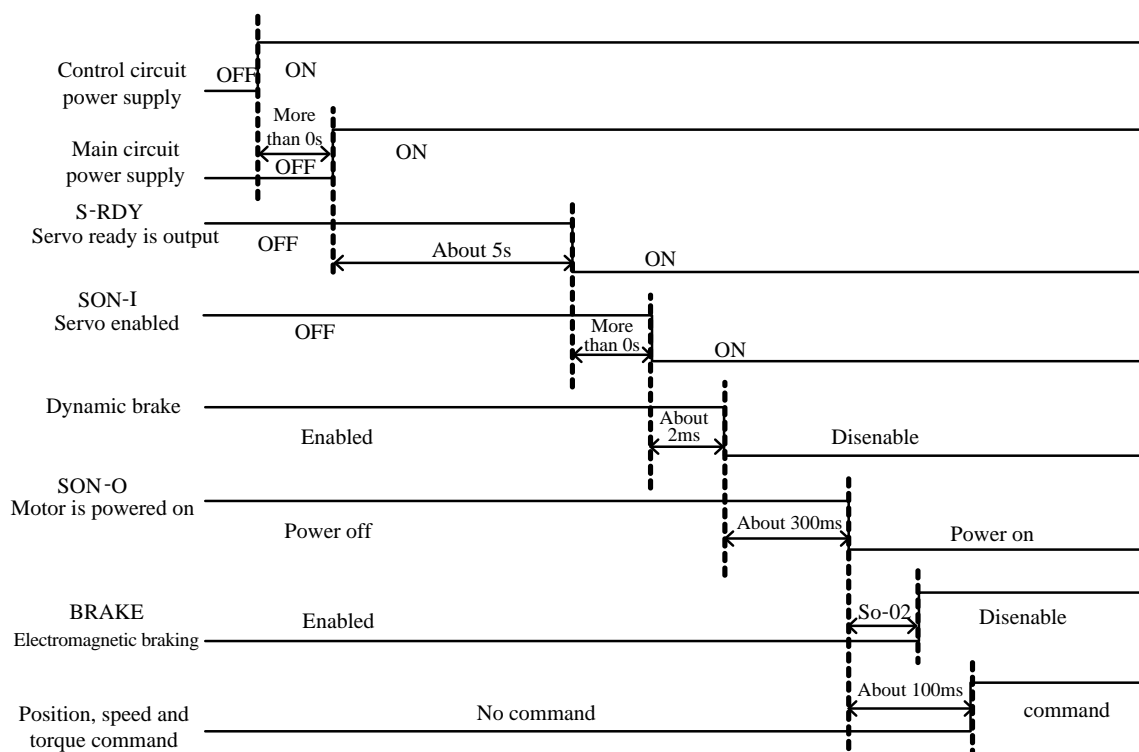 Control circuit
power supply
OFF
ON
More
than 0s
Main circuit
power supply
OFF
ON
S-RDY
Servo ready is output
OFF
About 5s
ON
SON-I
Servo enabled
OFF
More
than 0s
ON
Dynamic brake
Enabled
About
2ms
Disenable
SON-O
Motor is powered on
Power off
About 300ms
Power on
BRAKE
Electromagnetic braking
Enabled
So-02
Disenable
Position, speed and
torque command
No command
About 100ms
command